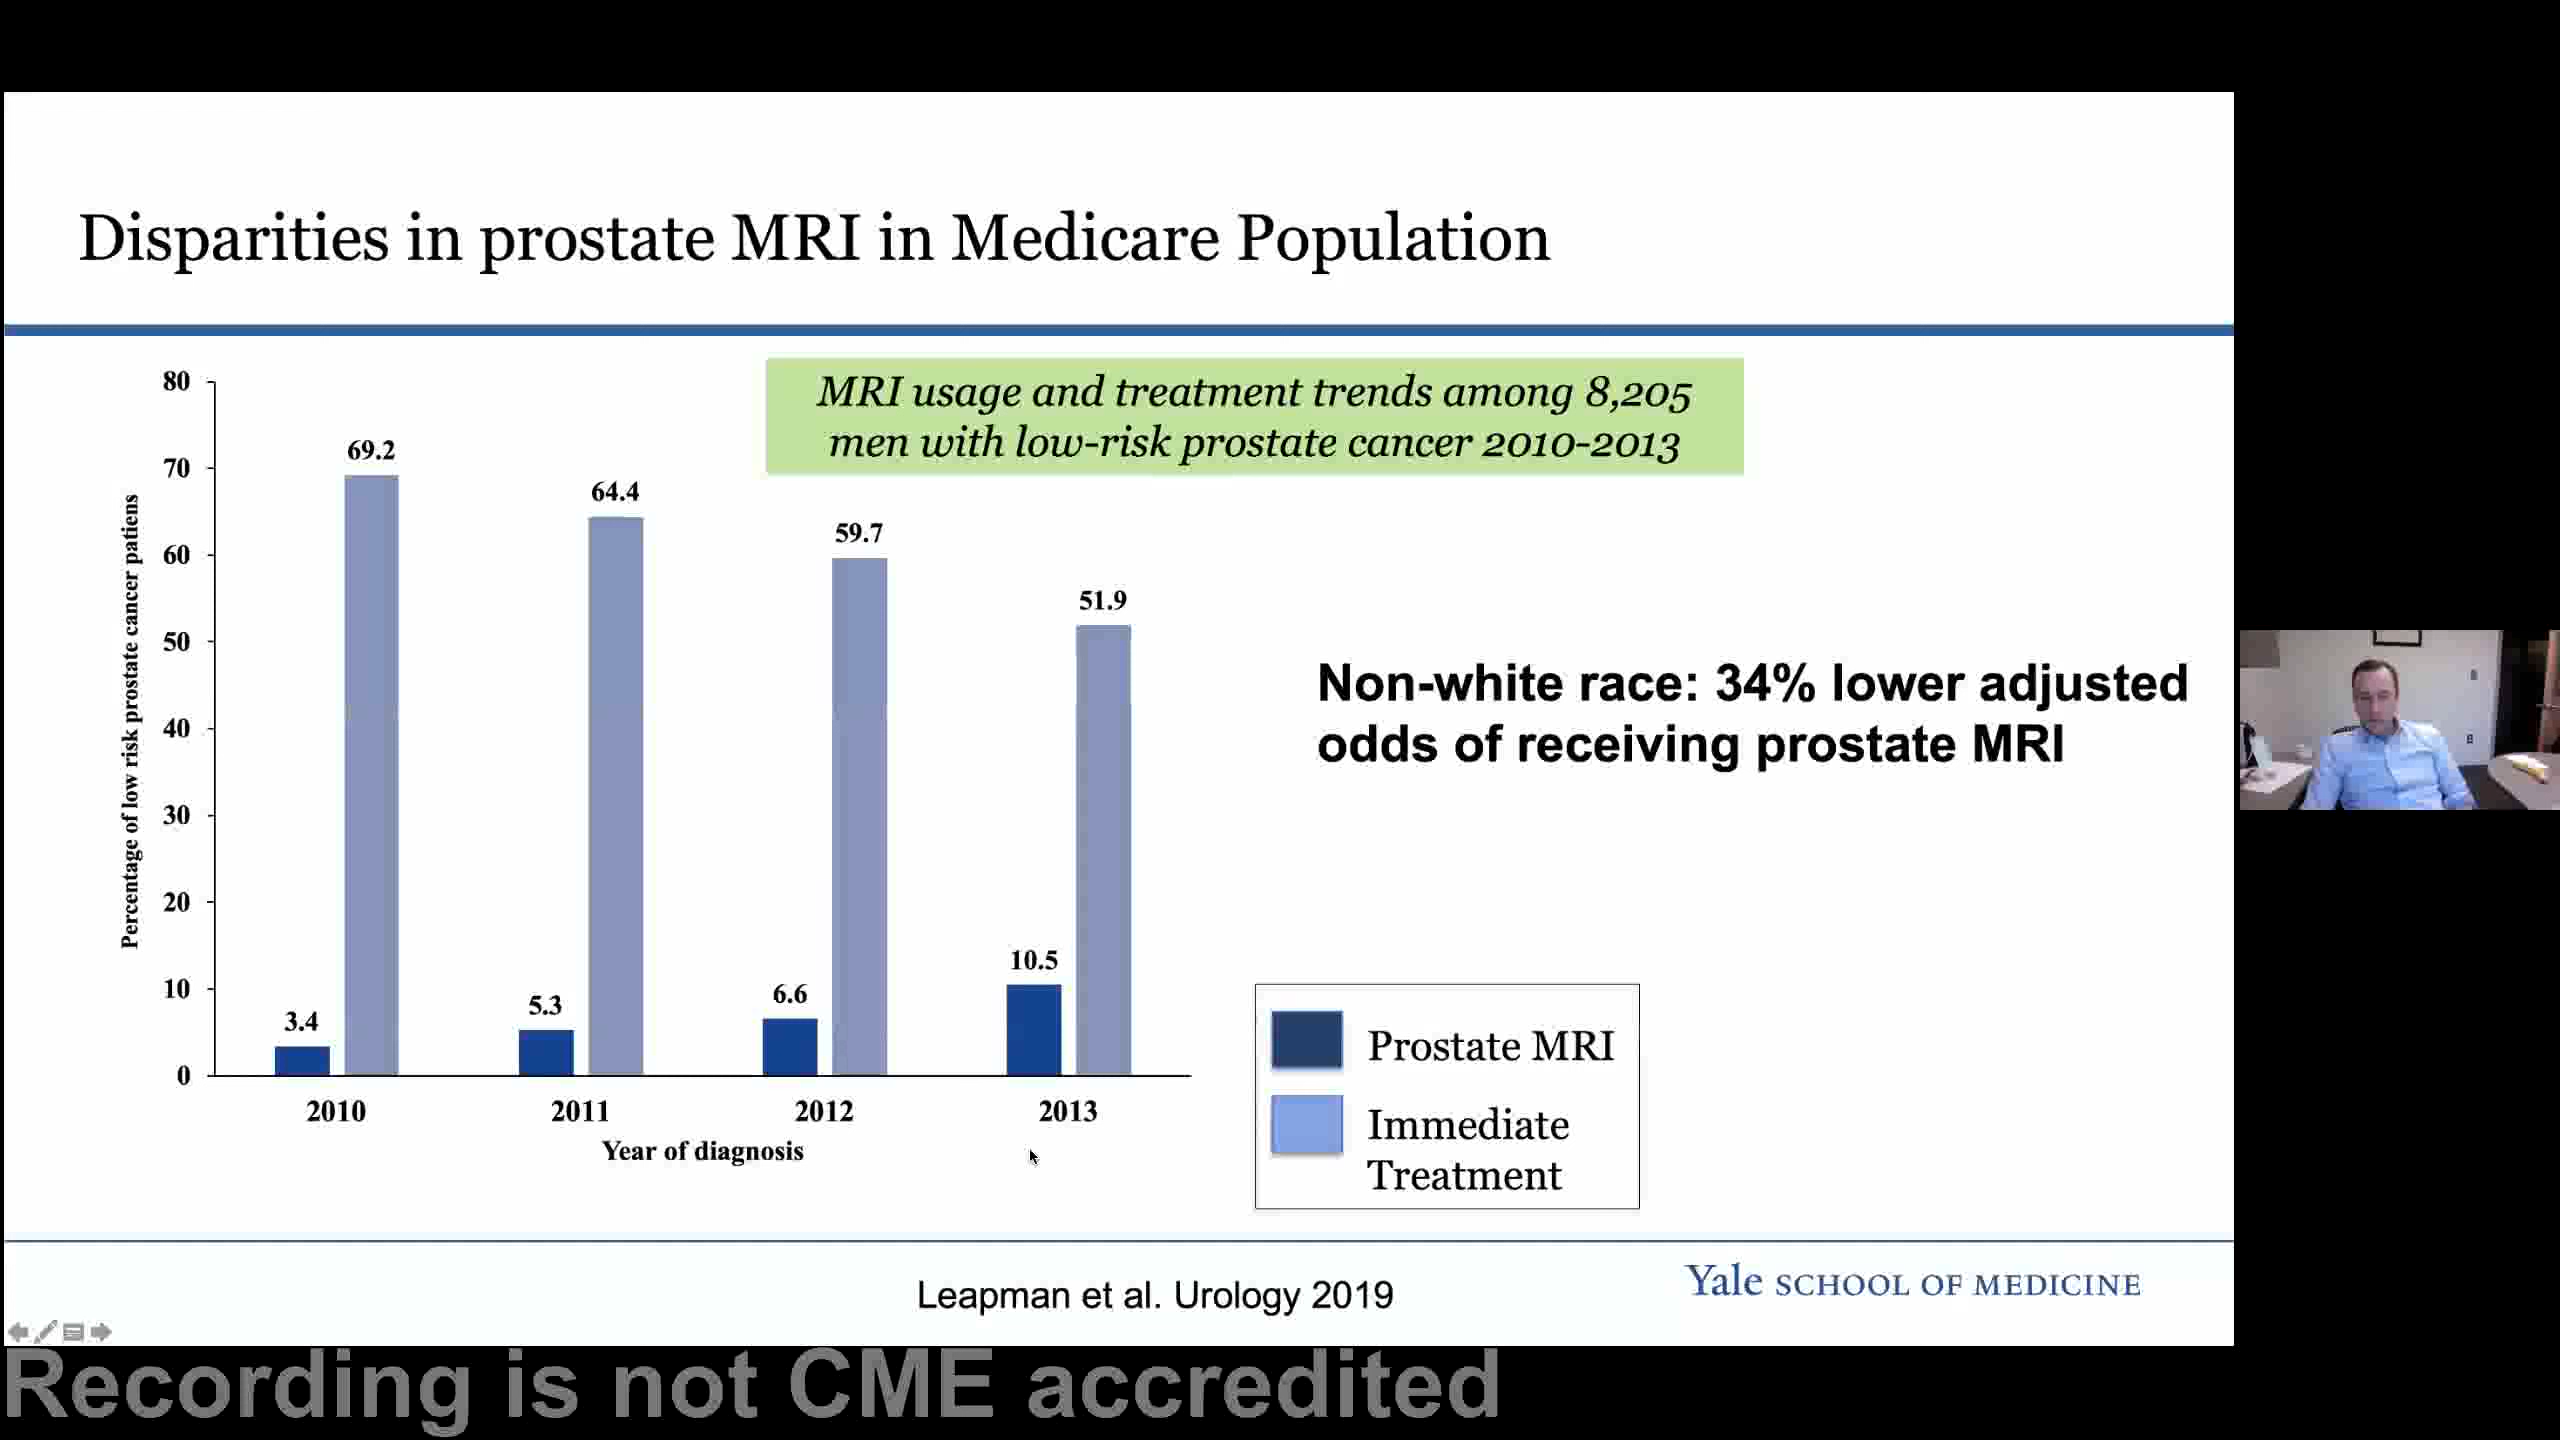 Disparities in prostate MRI in Medicare Population
MRI usage and treatment trends among 8,205
men with low-risk prostate cancer 2010-2013
Percentage of low risk prostate cancer patiens
80
70
60
50
40
30
20
10
0
69.2
64.4
59.7
51.9
3.4
5.3
6.6
10.5
2010
2011
2012
2013
Year of diagnosis
Non-white race: 34% lower adjusted
odds of receiving prostate MRI
Prostate MRI
Immediate
Treatment
Leapman et al. Urology 2019
Yale SCHOOL OF MEDICINE
Recording is not CME accredited